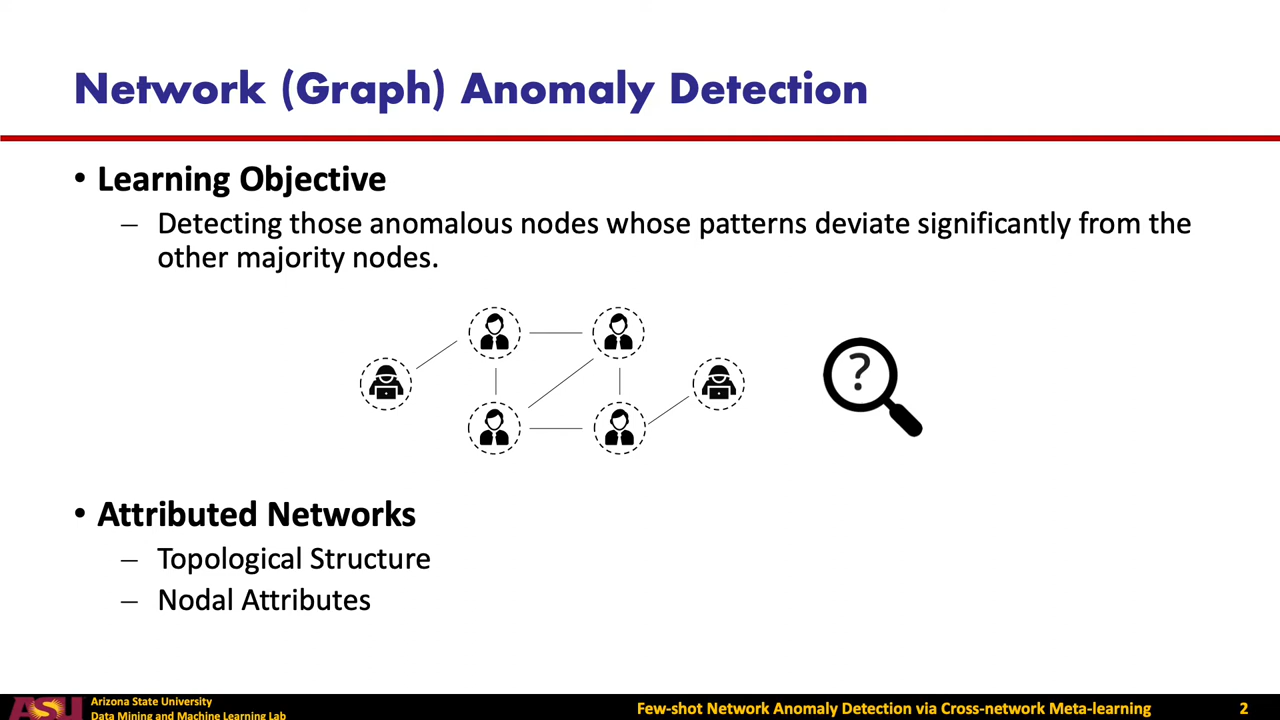 Network (Graph) Anomaly Detection
• Learning Objective
– Detecting those anomalous nodes whose patterns deviate significantly from the
other majority nodes.
?
• Attributed Networks
– Topological Structure
– Nodal Attributes
ASU
Arizona State University
Data Mining and Machine Learning Lab
Few-shot Network Anomaly Detection via Cross-network Meta-learning
2